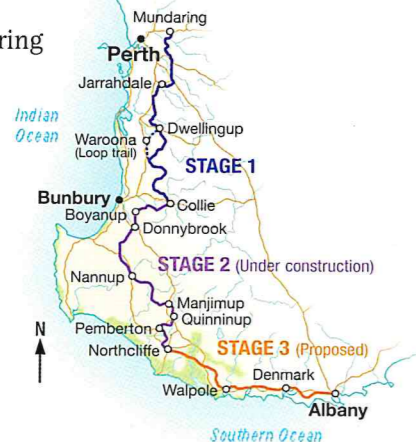 ring
Mundaring
Perth
Jarrahdale
Indian
Ocean
Dwellingup
Waroona
(Loop trail)
STAGE 1
Bunbury
Collie
Boyanup
Donnybrook
STAGE 2 (Under construction)
Nannup
Manjimup
Quinninup
Pemberton
N
Northcliffe
STAGE 3 (Proposed)
Denmark
Walpole
Albany
Southern Ocean